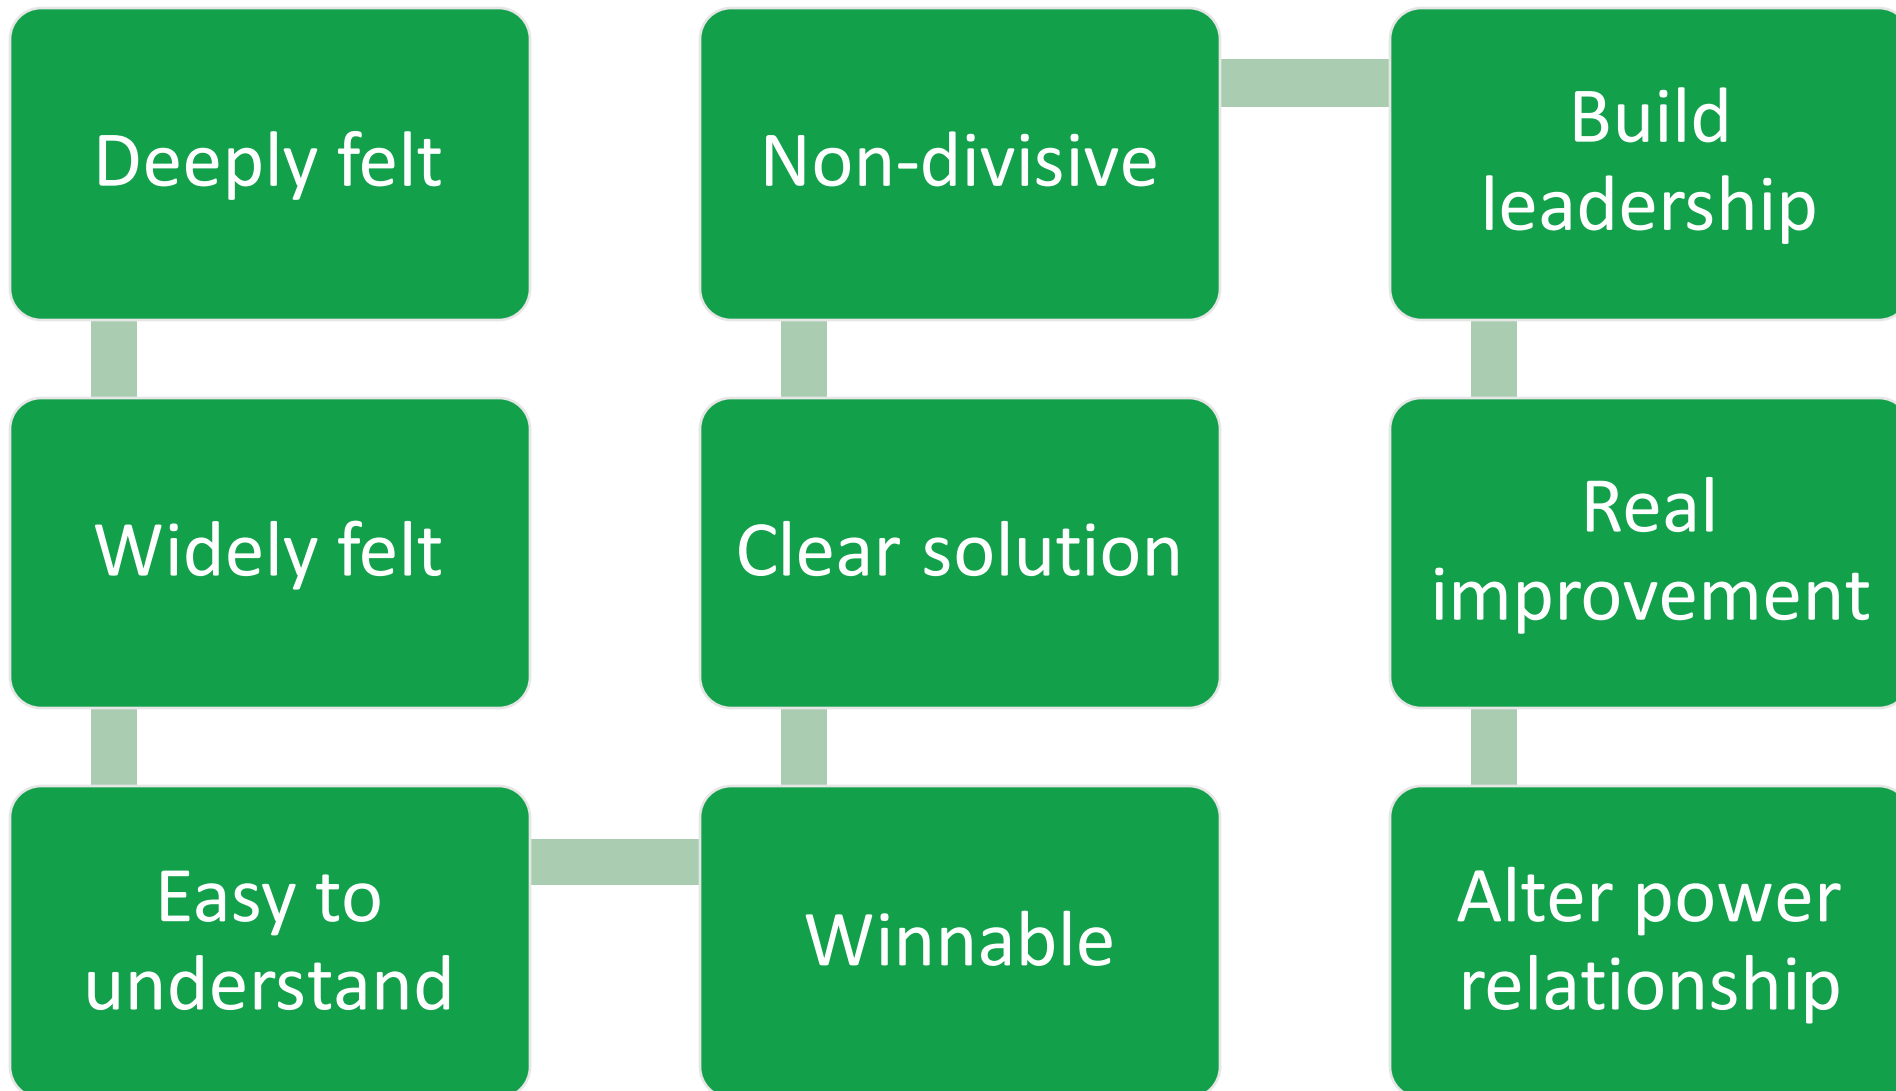 Deeply felt
Widely felt
Easy to
understand
Winnable
Clear solution
Non-divisive
Build
leadership
Real
improvement
Alter power
relationship